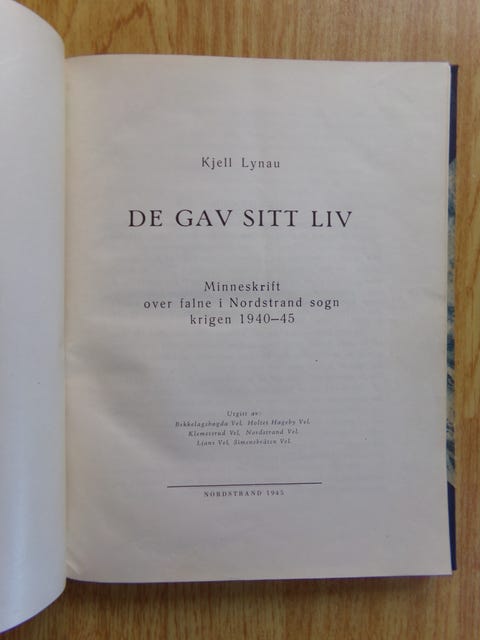 Kjell Lynau
DE GAV SITT LIV
Minneskrift
over falne i Nordstrand sogn
krigen 1940—45
Utgitt av:
Bekkelagshøgda Vel, Holtet Hageby Vel,
Klemetsrud Vel, Nordstrand Vel,
Ljans Vel, Simensbråten Vel.
NORDSTRAND 1945